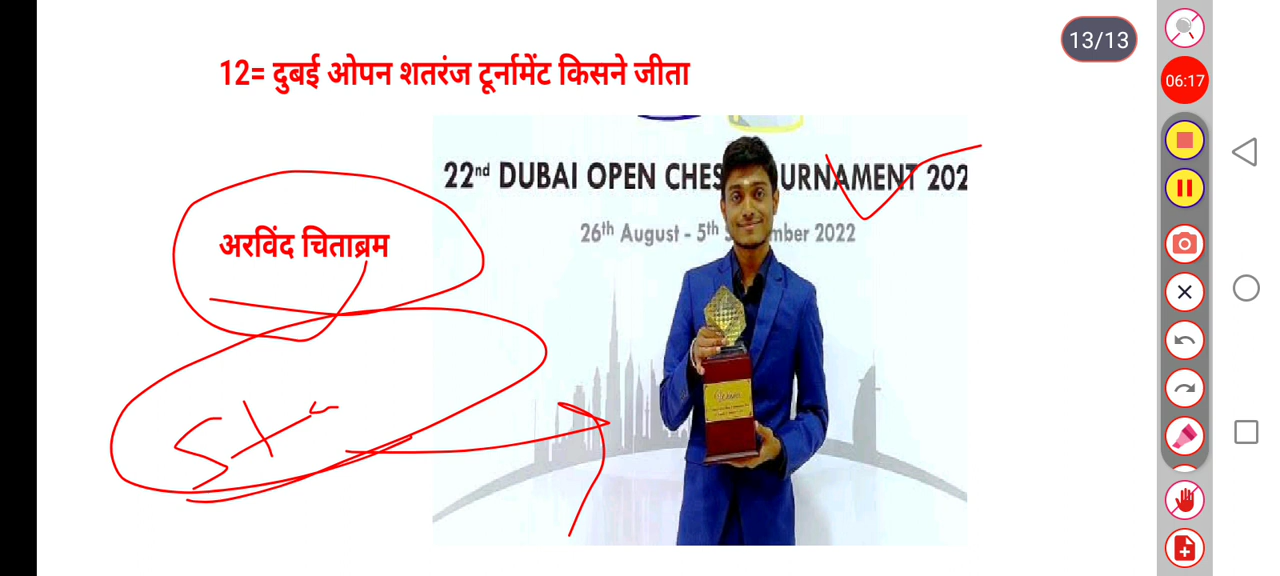 13/13
12= दुबई ओपन शतरंज टूर्नामेंट किसने जीता
06:17
22nd DUBAI OPEN CHES URNAMENT 202
26th August - 5th S mber 2022
अरविंद चिताब्रम